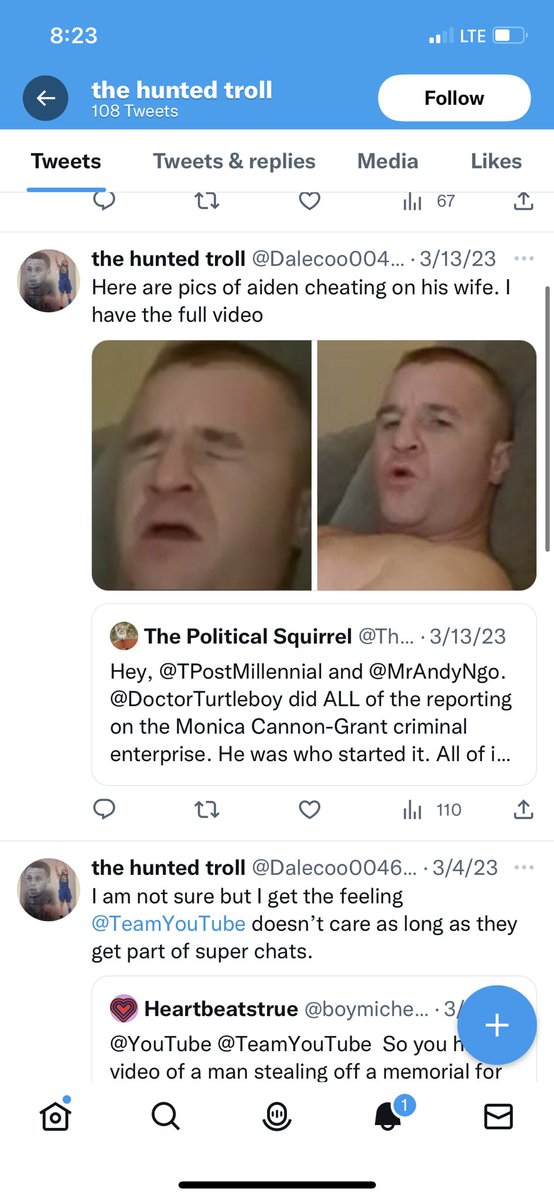 8:23
LTE
the hunted troll
108 Tweets
Follow
Tweets
Tweets & replies
Media
Likes
67
the hunted troll @Dalecoo004... · 3/13/23
Here are pics of aiden cheating on his wife. I
have the full video
The Political Squirrel @Th... · 3/13/23
Hey, @TPostMillennial and @MrAndyNgo.
@DoctorTurtleboy did ALL of the reporting
on the Monica Cannon-Grant criminal
enterprise. He was who started it. All of i...
110
the hunted troll @Dalecoo0046... · 3/4/23
I am not sure but I get the feeling
@TeamYouTube doesn’t care as long as they
get part of super chats.
Heartbeatstrue @boymiche... · 3/
@YouTube @TeamYouTube So you h
video of a man stealing off a memorial for
1